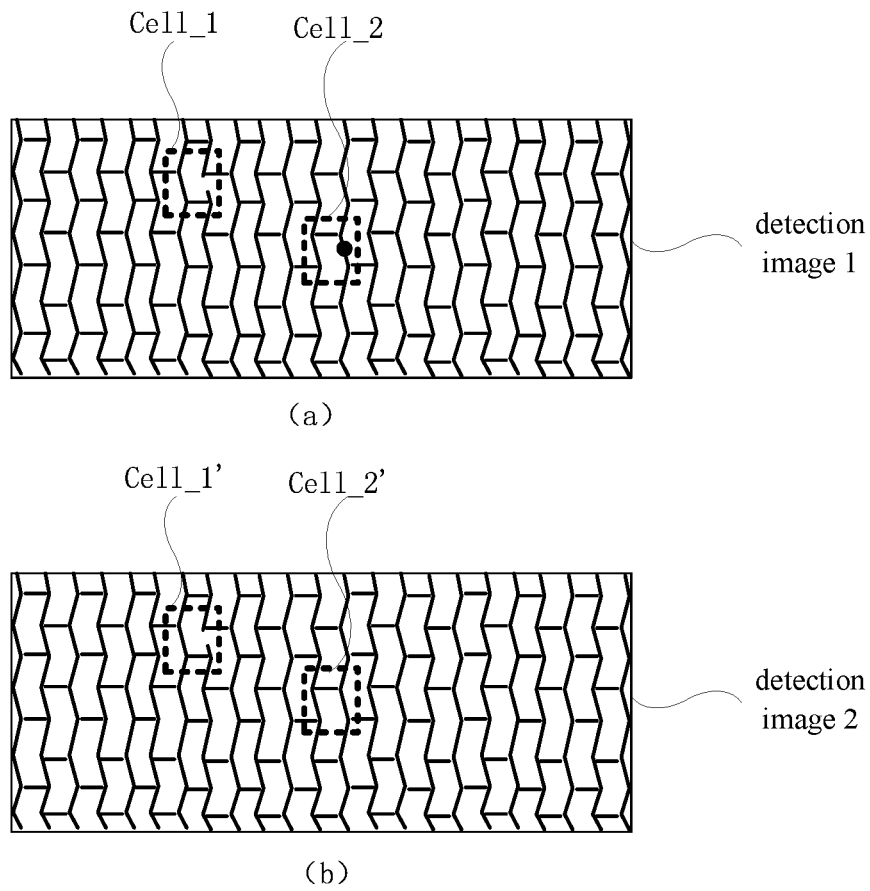 Cell_1
Cell_2
detection
image 1
(a)
Cell_1'
Cell_2'
detection
image 2
(b)